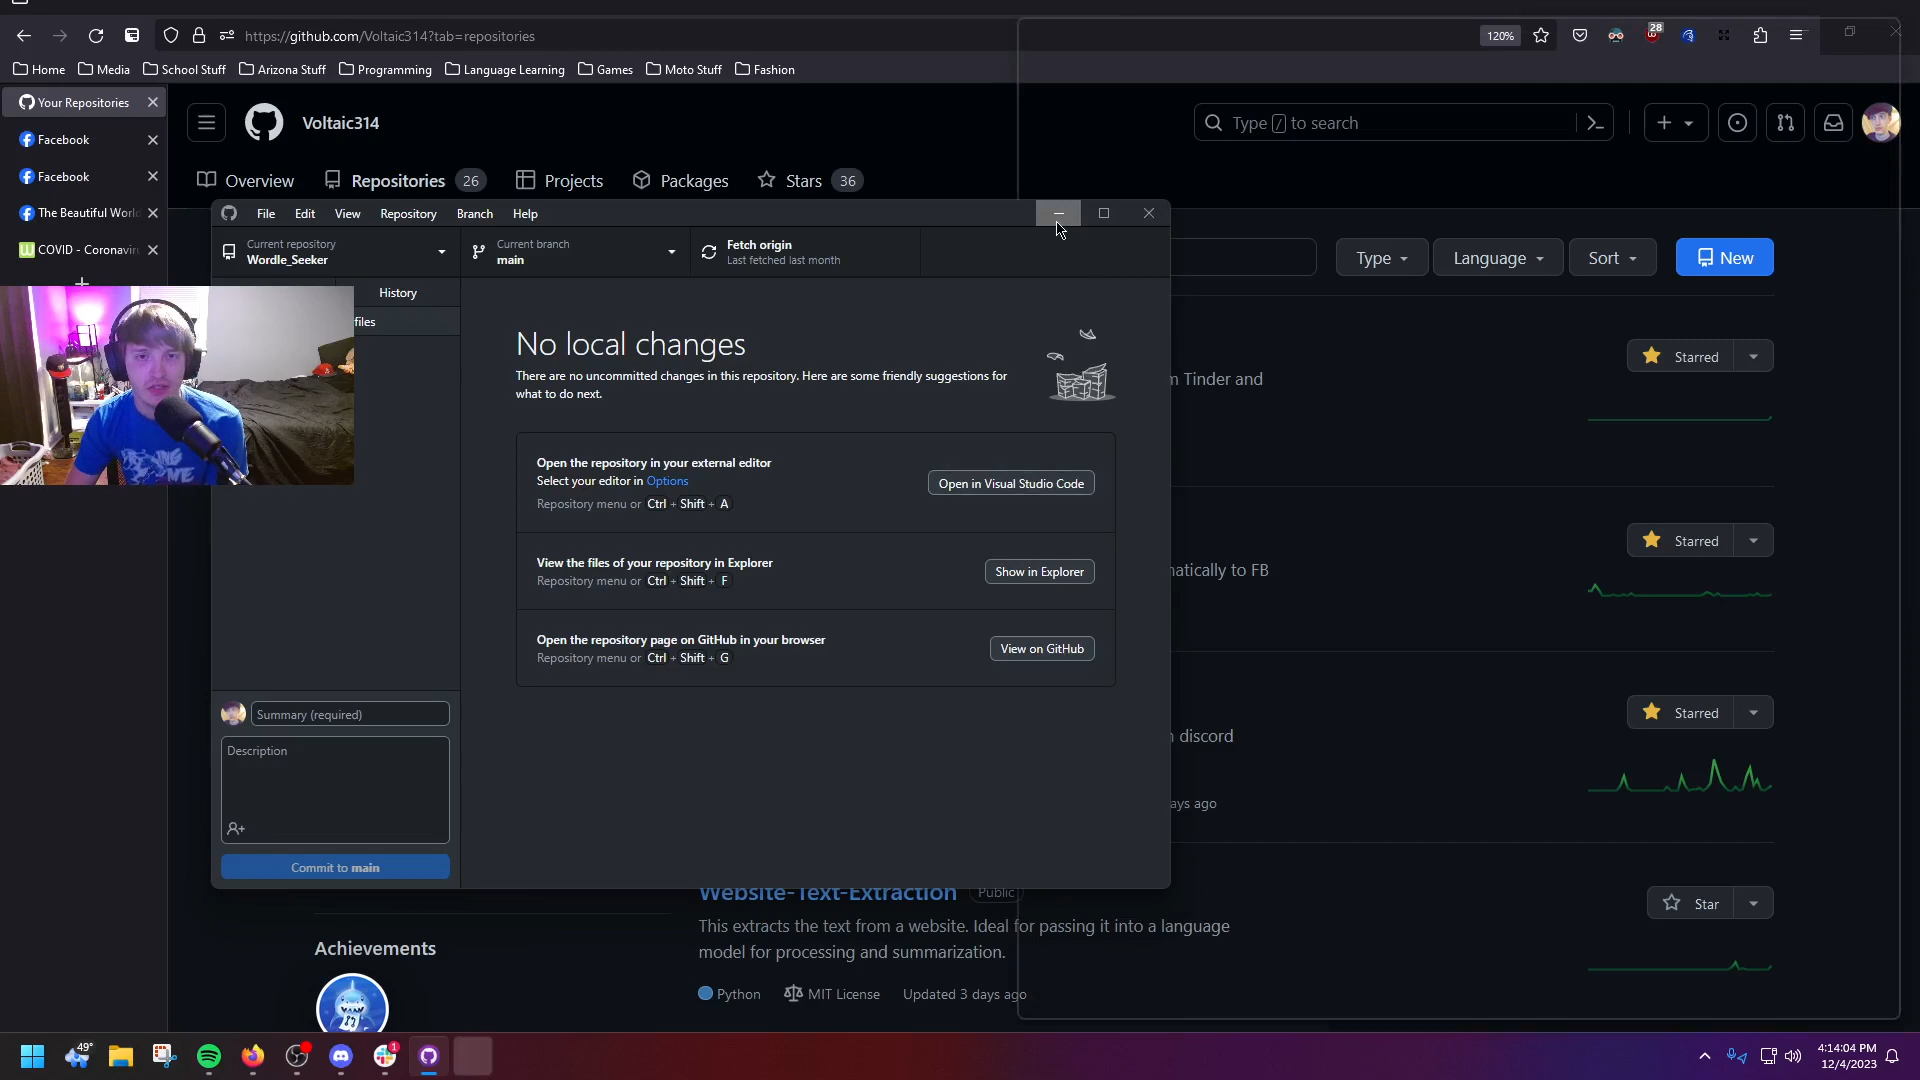 https://github.com/Voltaic314?tab=repositories
120%
28
Home
Media
School Stuff
Arizona Stuff
Programming
Language Learning
Games
Moto Stuff
Fashion
Your Repositories
Facebook
Facebook
The Beautiful Worl
COVID - Coronavir
Voltaic314
Type / to search
Overview
Repositories 26
Projects
Packages
Stars 36
File
Edit
View
Repository
Branch
Help
Current repository
Wordle_Seeker
Current branch
main
Fetch origin
Last fetched last month
Type
Language
Sort
New
History
files
No local changes
There are no uncommitted changes in this repository. Here are some friendly suggestions for
what to do next.
Open the repository in your external editor
Select your editor in Options
Repository menu or Ctrl + Shift + A
Open in Visual Studio Code
View the files of your repository in Explorer
Repository menu or Ctrl + Shift + F
Show in Explorer
Open the repository page on GitHub in your browser
Repository menu or Ctrl + Shift + G
View on GitHub
Summary (required)
Description
Commit to main
Starred
m Tinder and
Starred
matically to FB
Starred
discord
ays ago
Website-Text-Extraction
Public
Star
This extracts the text from a website. Ideal for passing it into a language
model for processing and summarization.
Python
MIT License
Updated 3 days ago
Achievements
49°
1
4:14:04 PM
12/4/2023